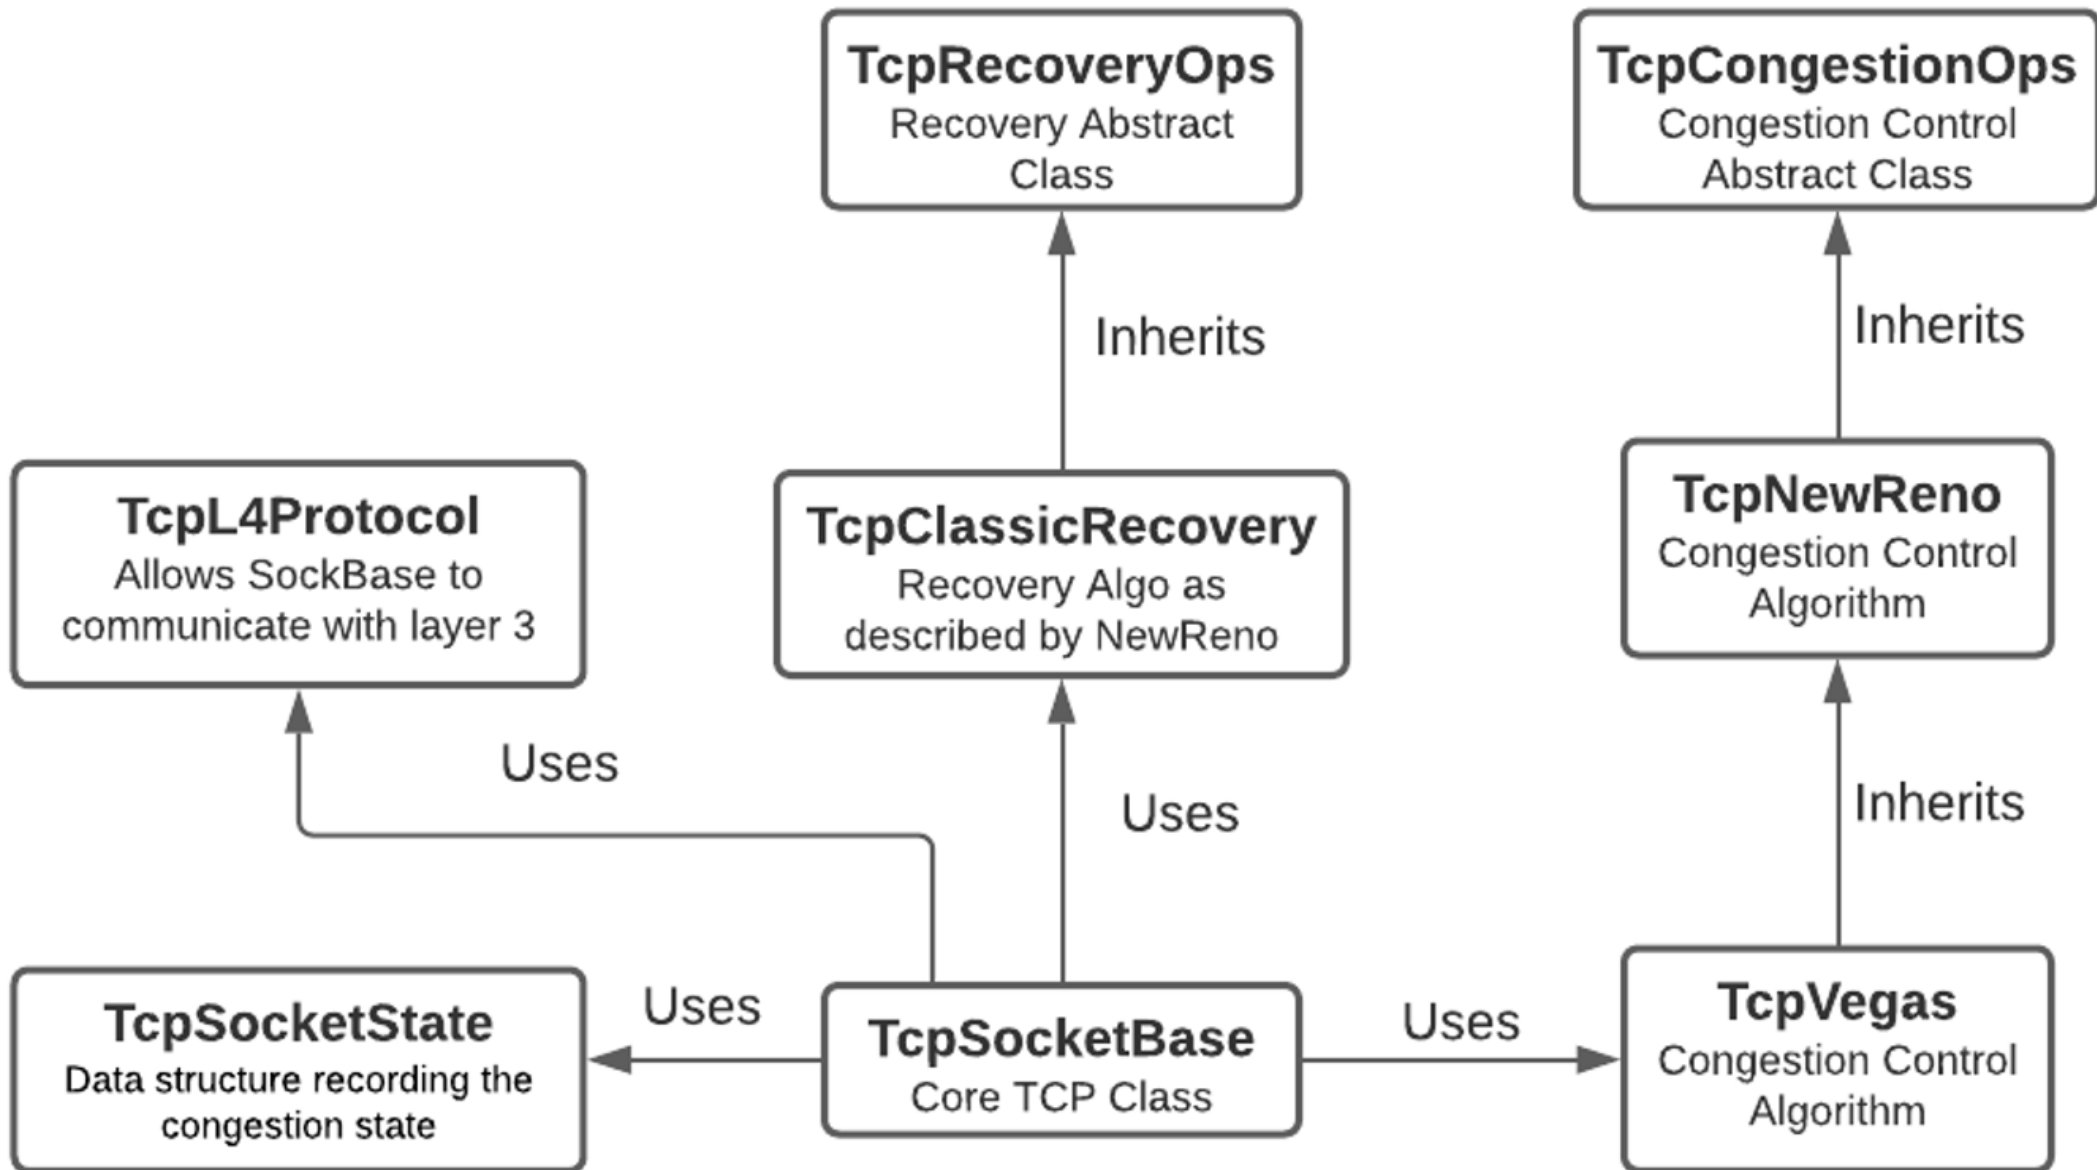 TcpRecoveryOps
Recovery Abstract
Class
TcpCongestionOps
Congestion Control
Abstract Class
Inherits
Inherits
TcpL4Protocol
Allows SockBase to
communicate with layer 3
TcpClassicRecovery
Recovery Algo as
described by NewReno
TcpNewReno
Congestion Control
Algorithm
Uses
Uses
Inherits
TcpSocketState
Data structure recording the
congestion state
Uses
TcpSocketBase
Core TCP Class
Uses
TcpVegas
Congestion Control
Algorithm